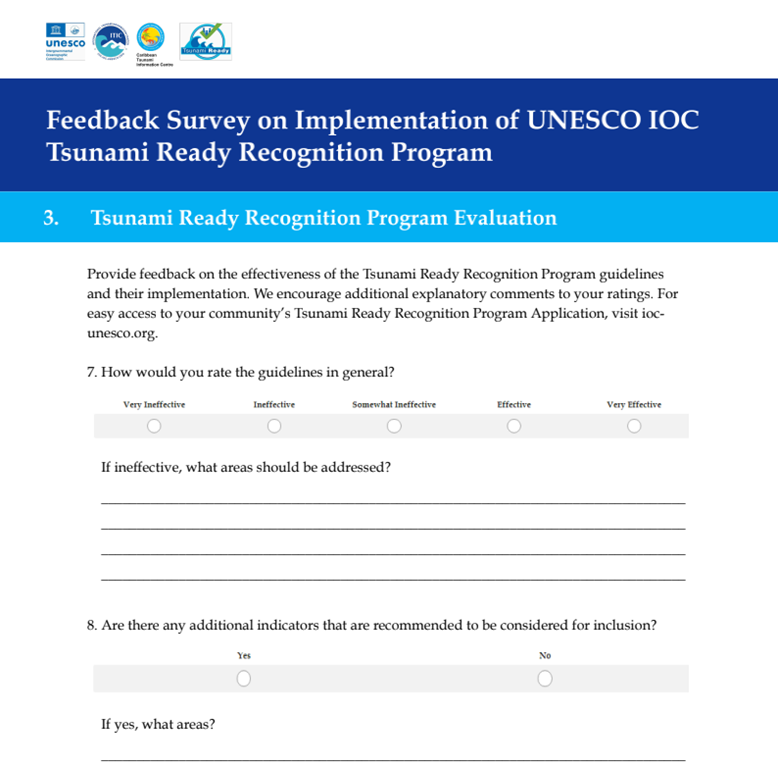 unesco
Intergovernmental
Oceanographic
Commission
ITIC
Caribbean
Tsunami
Information Centre
Tsunami Ready
Feedback Survey on Implementation of UNESCO IOC
Tsunami Ready Recognition Program
3. Tsunami Ready Recognition Program Evaluation
Provide feedback on the effectiveness of the Tsunami Ready Recognition Program guidelines
and their implementation. We encourage additional explanatory comments to your ratings. For
easy access to your community's Tsunami Ready Recognition Program Application, visit ioc-
unesco.org.
7. How would you rate the guidelines in general?
Very Ineffective Ineffective Somewhat Ineffective Effective Very Effective
If ineffective, what areas should be addressed?
8. Are there any additional indicators that are recommended to be considered for inclusion?
Yes No
If yes, what areas?